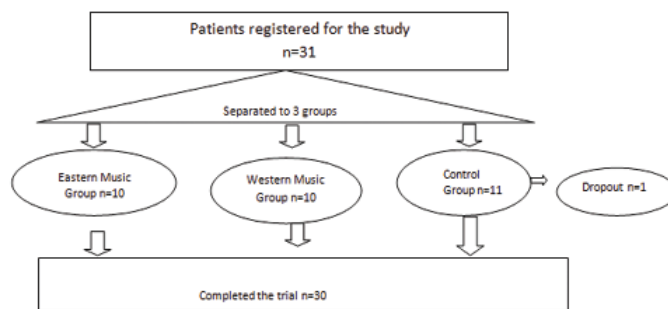 Patients registered for the study
n=31
Separated to 3 groups
Eastern Music
Group n=10
Western Music
Group n=10
Control
Group n=11
Dropout n=1
Completed the trial n=30